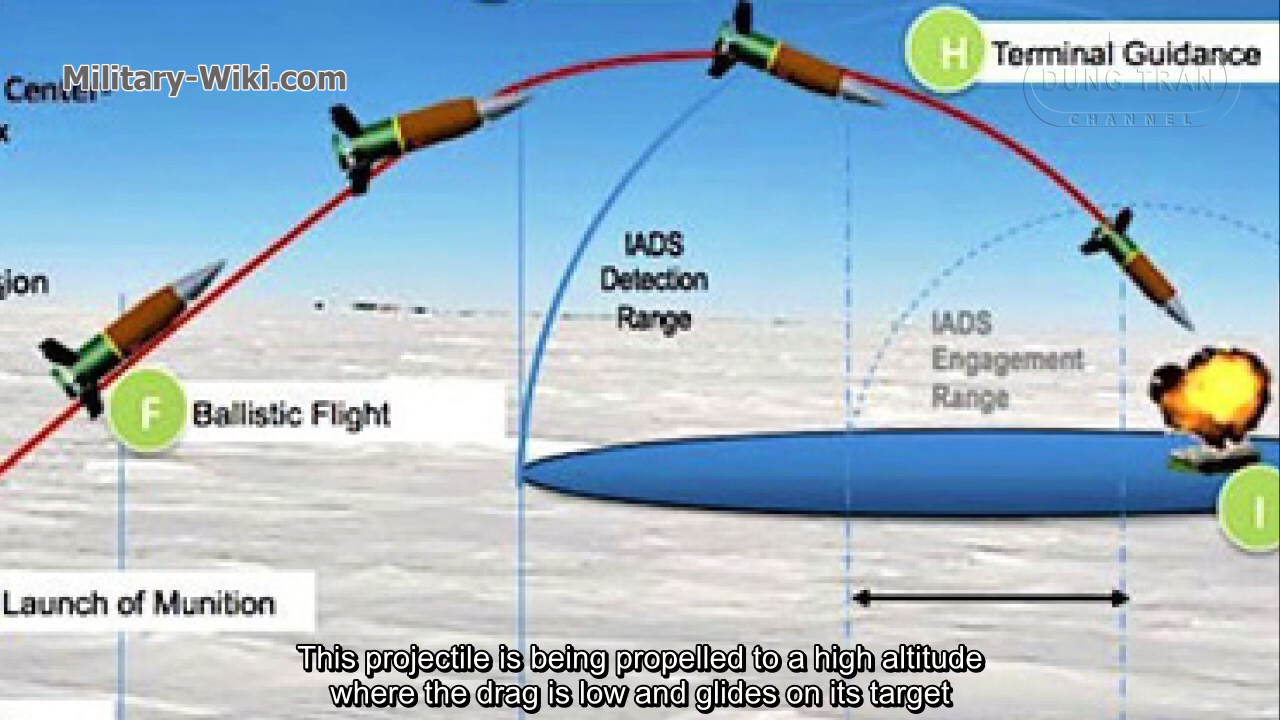 Military-Wiki.com
Center-
x
H Terminal Guidance
DUNG TRAN
CHANNEL
IADS
Detection
Range
sion
IADS
Engagement
Range
F Ballistic Flight
I
Launch of Munition
This projectile is being propelled to a high altitude
where the drag is low and glides on its target